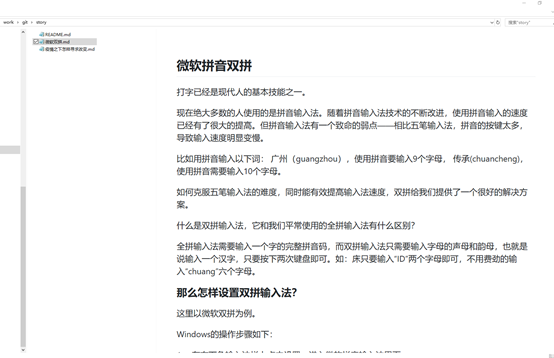 work › git › story
搜索"story"
README.md
微软双拼.md
疫情之下怎样寻求改变.md
微软拼音双拼
打字已经是现代人的基本技能之一。
现在绝大多数的人使用的是拼音输入法。随着拼音输入法技术的不断改进，使用拼音输入的速度
已经有了很大的提高。但拼音输入法有一个致命的弱点——相比五笔输入法，拼音的按键太多，
导致输入速度明显变慢。
比如用拼音输入以下词： 广州（guangzhou），使用拼音要输入9个字母， 传承(chuancheng)，
使用拼音需要输入10个字母。
如何克服五笔输入法的难度，同时能有效提高输入法速度，双拼给我们提供了一个很好的解决方
案。
什么是双拼输入法，它和我们平常使用的全拼输入法有什么区别？
全拼输入法需要输入一个字的完整拼音码，而双拼输入法只需要输入字母的声母和韵母，也就是
说输入一个汉字，只要按下两次键盘即可。如：床只要输入"ID"两个字母即可，不用费劲的输
入"chuang"六个字母。
那么怎样设置双拼输入法？
这里以微软双拼为例。
Windows的操作步骤如下：